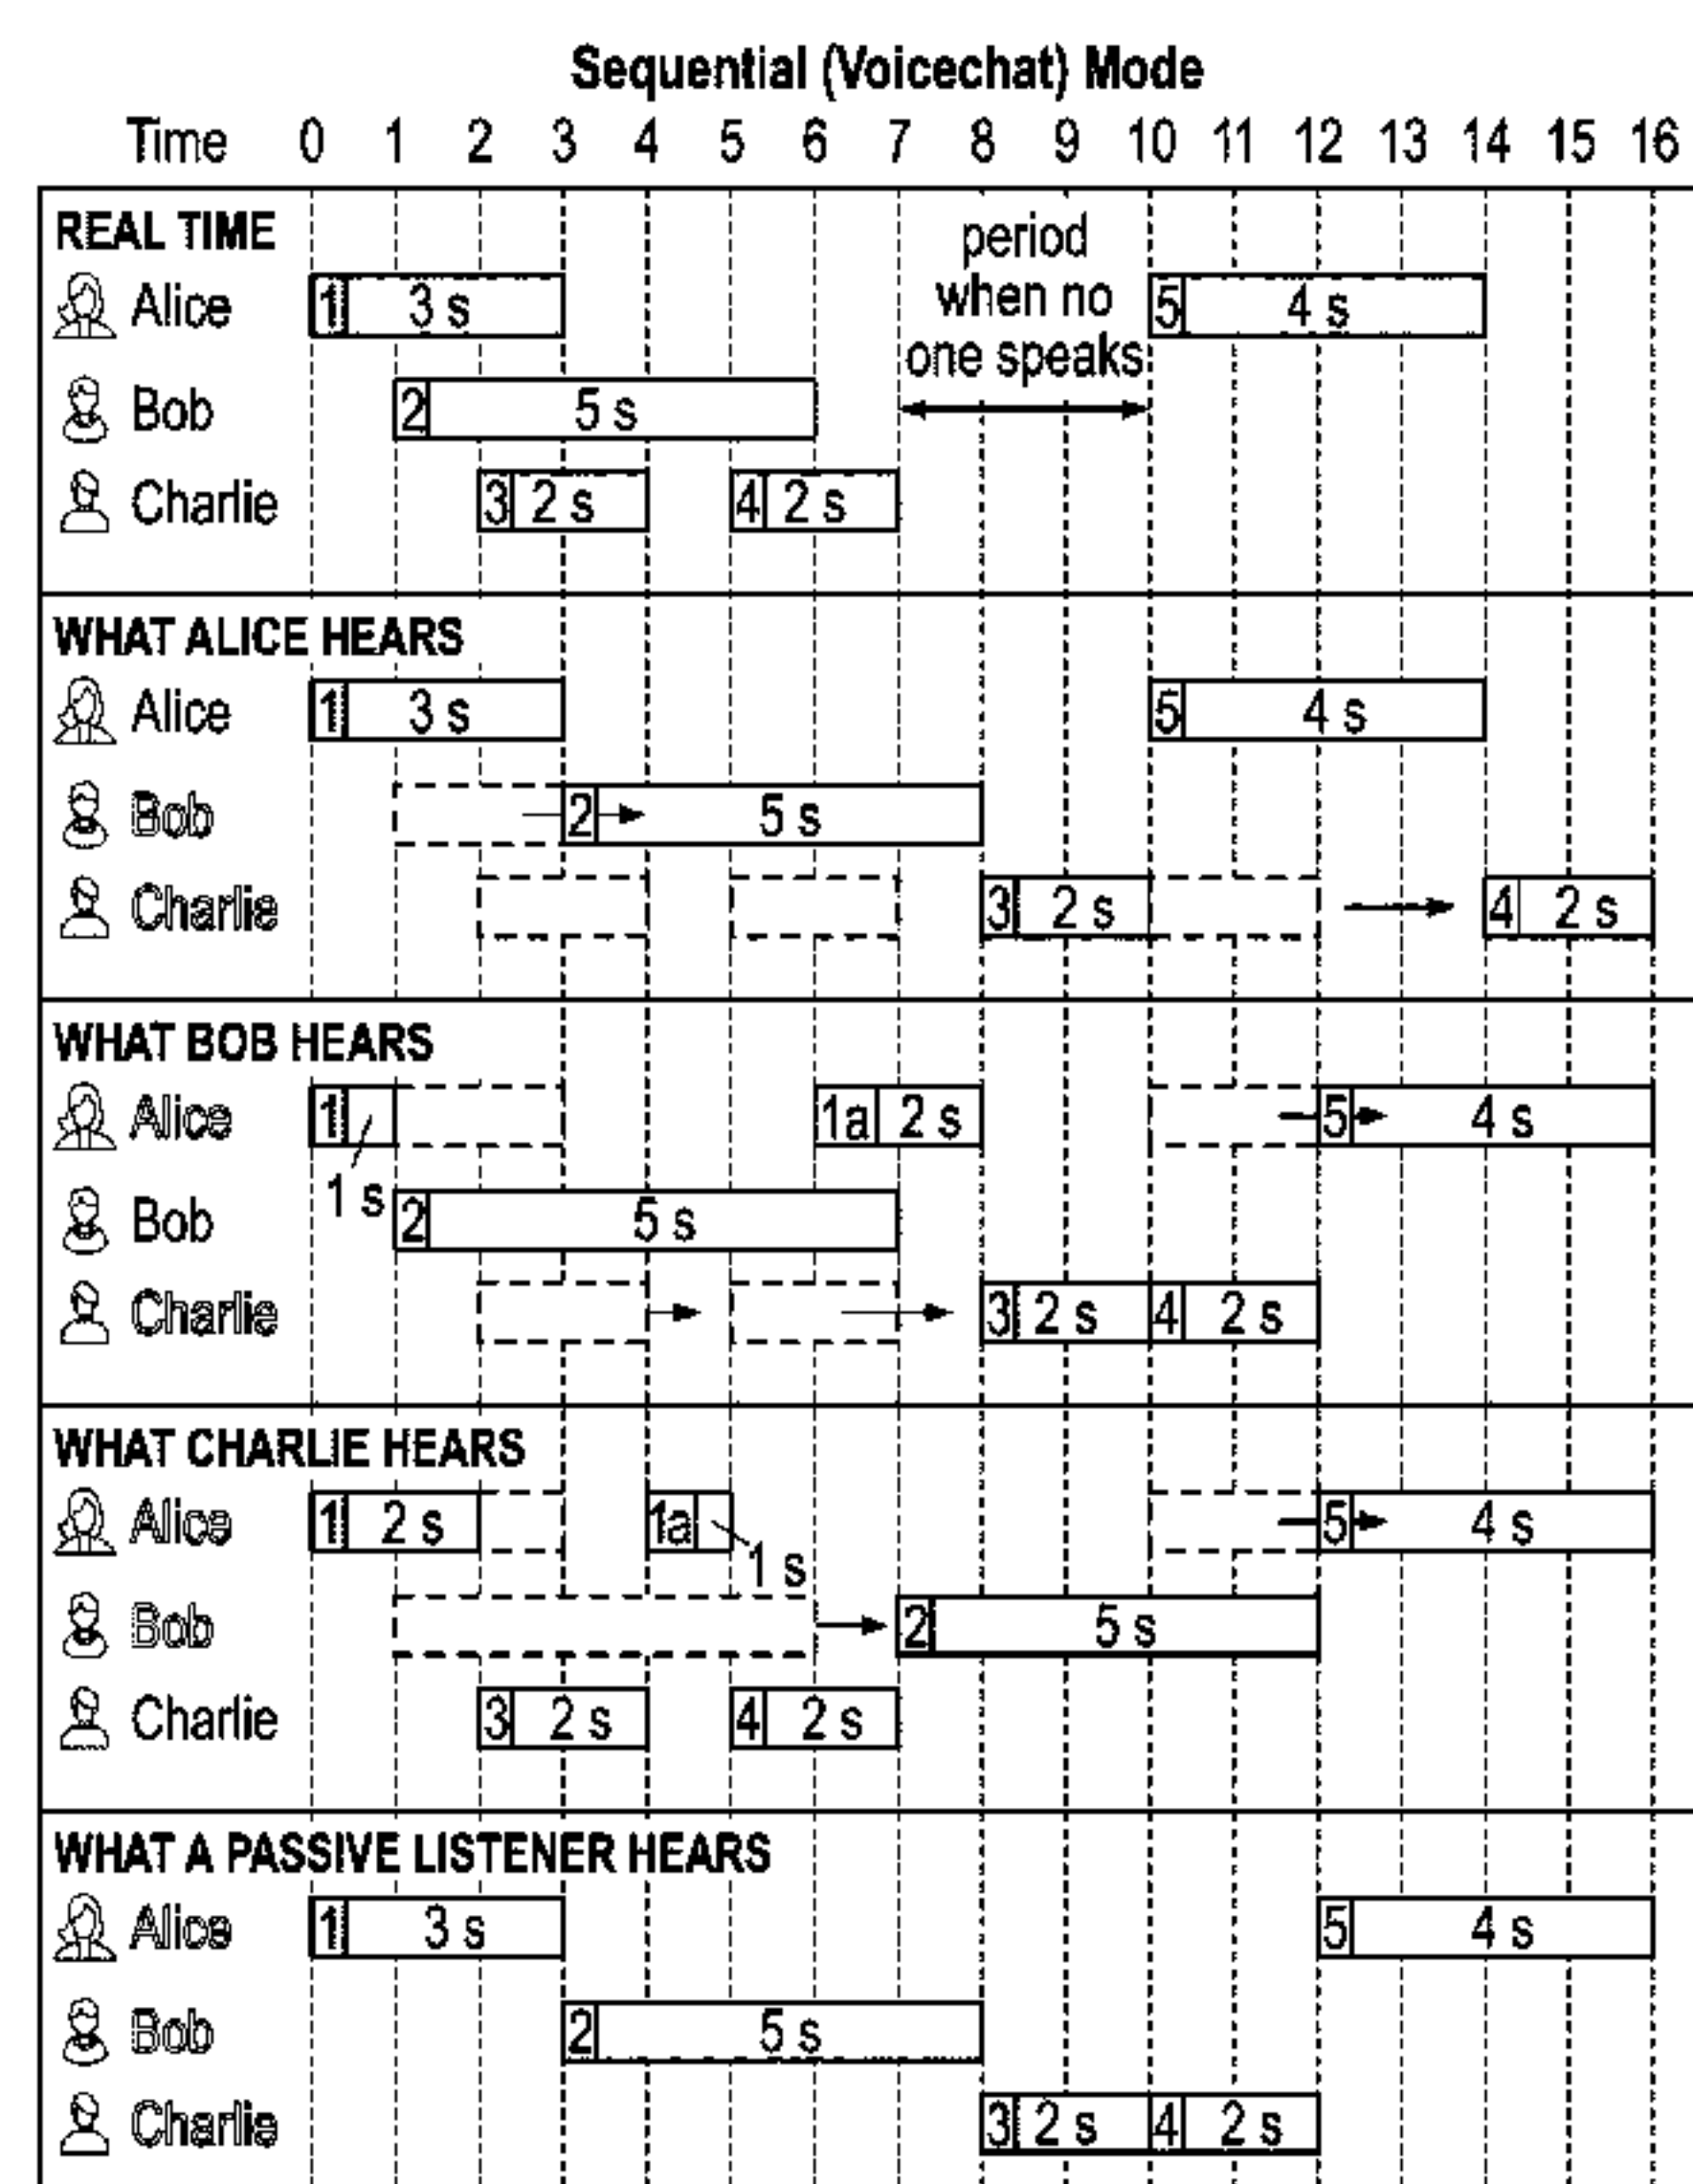 Sequential (Voicechat) Mode
Time 0 1 2 3 4 5 6 7 8 9 10 11 12 13 14 15 16
REAL TIME
period
when no
one speaks
Alice 1 3 s 5 4 s
Bob 2 5 s
Charlie 3 2 s 4 2 s
WHAT ALICE HEARS
Alice 1 3 s 5 4 s
Bob 2 5 s
Charlie 3 2 s 4 2 s
WHAT BOB HEARS
Alice 1 1a 2 s 5 4 s
1 s
Bob 2 5 s
Charlie 3 2 s 4 2 s
WHAT CHARLIE HEARS
Alice 1 2 s 1a 5 4 s
1 s
Bob 2 5 s
Charlie 3 2 s 4 2 s
WHAT A PASSIVE LISTENER HEARS
Alice 1 3 s 5 4 s
Bob 2 5 s
Charlie 3 2 s 4 2 s